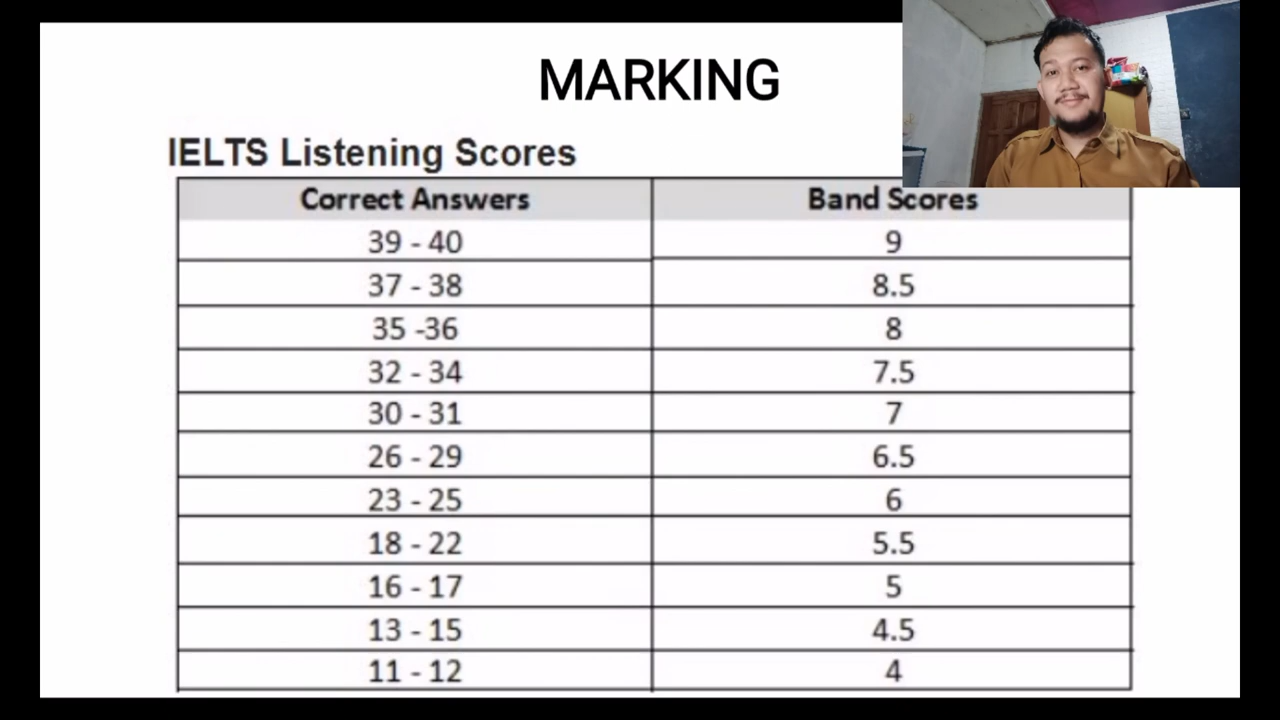 MARKING
IELTS Listening Scores
Correct Answers Band Scores
39 - 40 9
37 - 38 8.5
35 -36 8
32 - 34 7.5
30 - 31 7
26 - 29 6.5
23 - 25 6
18 - 22 5.5
16 - 17 5
13 - 15 4.5
11 - 12 4